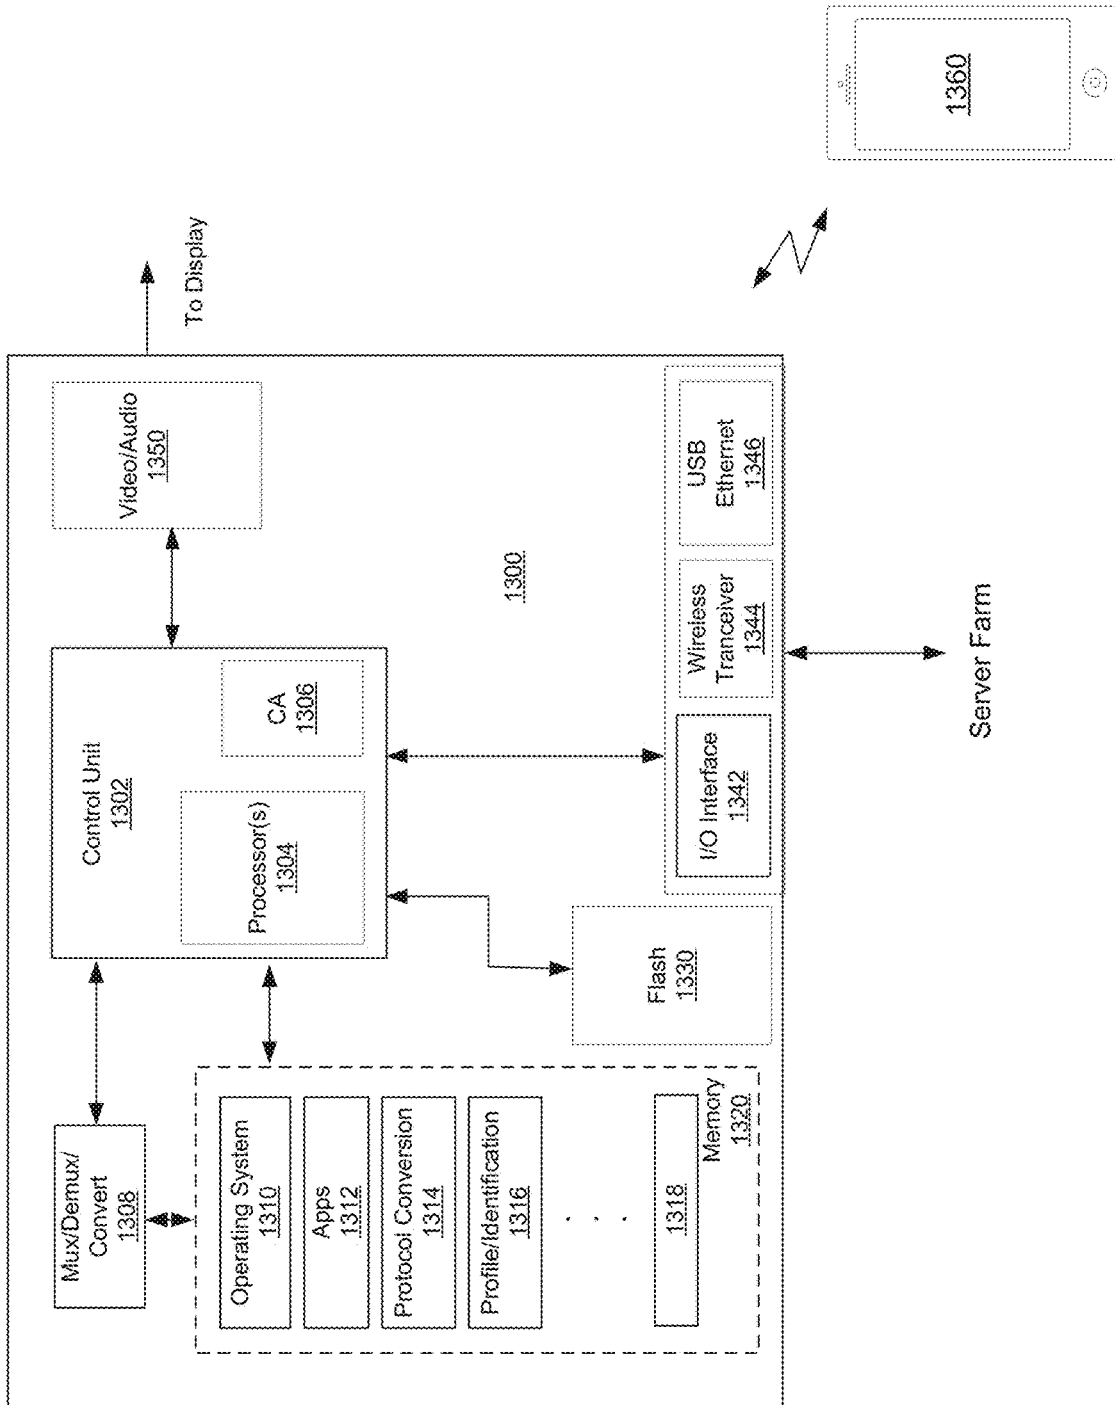 Mux/Demux/
Convert
1308
Control Unit
1302
Processor(s)
1304
CA
1306
Video/Audio
1350
To Display
Operating System
1310
Apps
1312
Protocol Conversion
1314
Profile/Identification
1316
. . .
1318
Memory
1320
Flash
1330
1300
I/O Interface
1342
Wireless
Tranceiver
1344
USB
Ethernet
1346
Server Farm
1360